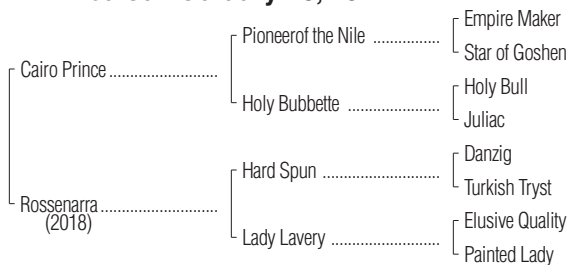 Empire Maker
Pioneerof the Nile ..................
Star of Goshen
Cairo Prince ........................
Holy Bull
Holy Bubbette ......................
Juliac
Danzig
Hard Spun ..........................
Turkish Tryst
Rossenarra ..........................
(2018)
Elusive Quality
Lady Lavery ........................
Painted Lady